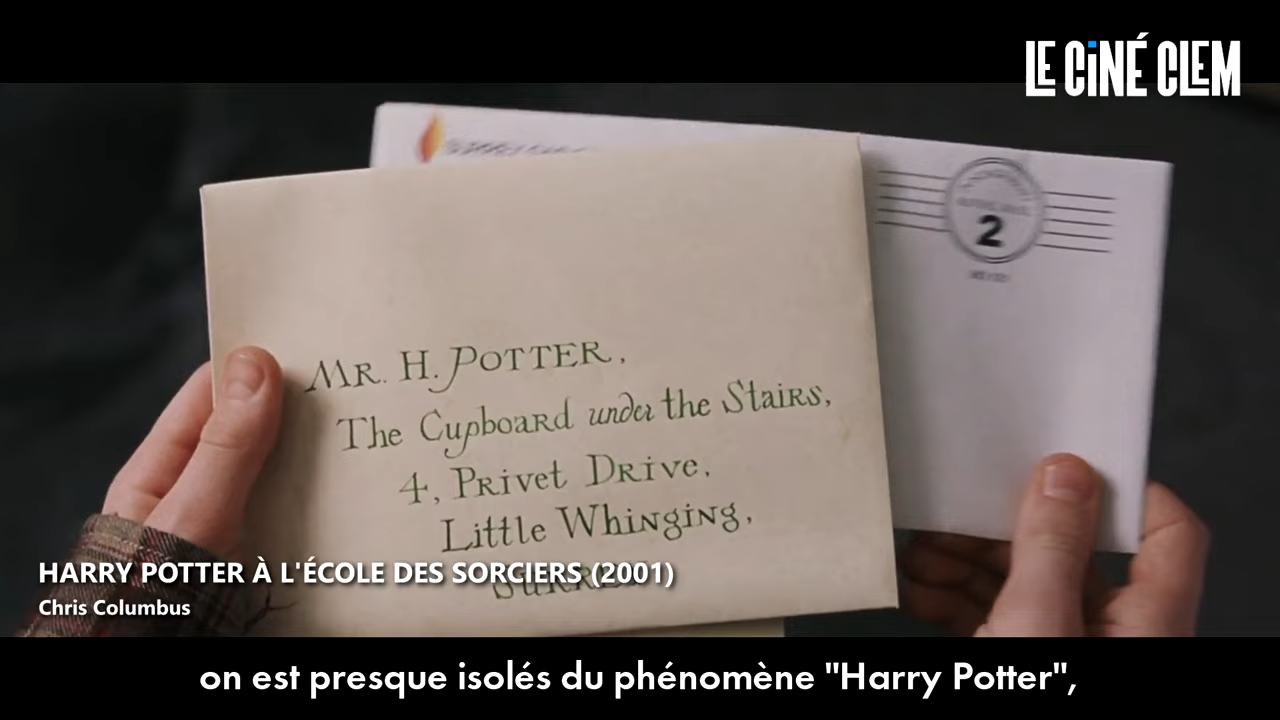 LE CiNÉ CLEM
2
Mr. H. Potter,
The Cupboard under the Stairs,
4, Privet Drive,
Little Whinging,
HARRY POTTER À L'ÉCOLE DES SORCIERS (2001)
Chris Columbus
on est presque isolés du phénomène "Harry Potter",